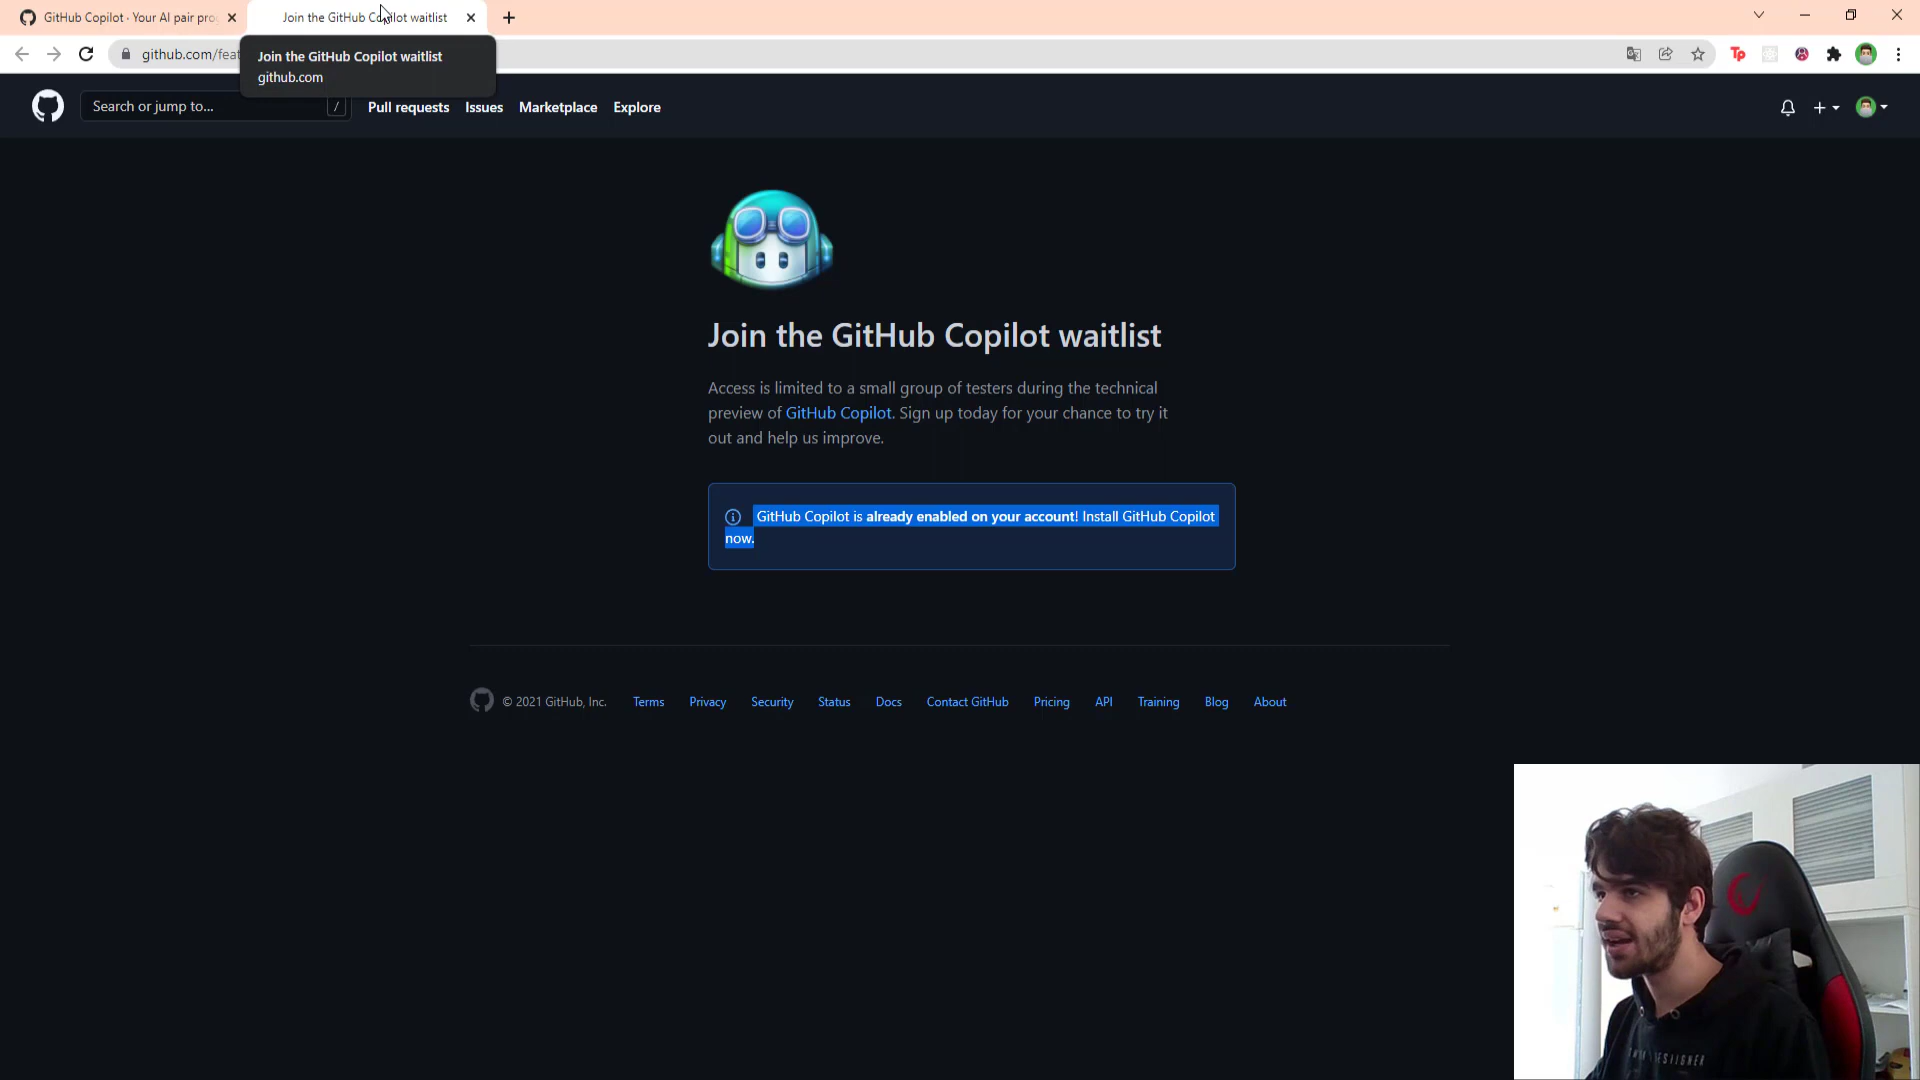 GitHub Copilot · Your AI pair pro
Join the GitHub Copilot waitlist
github.com/feat
Join the GitHub Copilot waitlist
github.com
Tp
Search or jump to...
/
Pull requests
Issues
Marketplace
Explore
Join the GitHub Copilot waitlist
Access is limited to a small group of testers during the technical
preview of GitHub Copilot. Sign up today for your chance to try it
out and help us improve.
GitHub Copilot is already enabled on your account! Install GitHub Copilot
now.
© 2021 GitHub, Inc.
Terms
Privacy
Security
Status
Docs
Contact GitHub
Pricing
API
Training
Blog
About